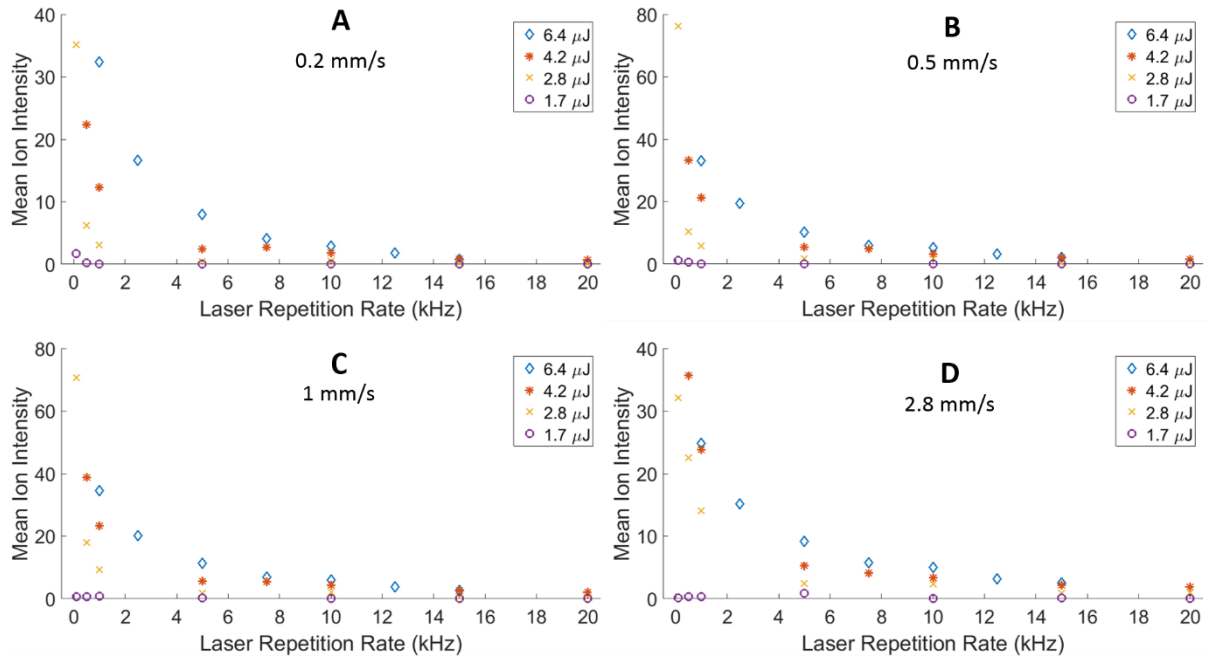 A
0.2 mm/s
6.4 μJ
4.2 μJ
2.8 μJ
1.7 μJ
Mean Ion Intensity
40
30
20
10
0
0 2 4 6 8 10 12 14 16 18 20
Laser Repetition Rate (kHz)
B
0.5 mm/s
6.4 μJ
4.2 μJ
2.8 μJ
1.7 μJ
Mean Ion Intensity
80
60
40
20
0
0 2 4 6 8 10 12 14 16 18 20
Laser Repetition Rate (kHz)
C
1 mm/s
6.4 μJ
4.2 μJ
2.8 μJ
1.7 μJ
Mean Ion Intensity
80
60
40
20
0
0 2 4 6 8 10 12 14 16 18 20
Laser Repetition Rate (kHz)
D
2.8 mm/s
6.4 μJ
4.2 μJ
2.8 μJ
1.7 μJ
Mean Ion Intensity
40
30
20
10
0
0 2 4 6 8 10 12 14 16 18 20
Laser Repetition Rate (kHz)